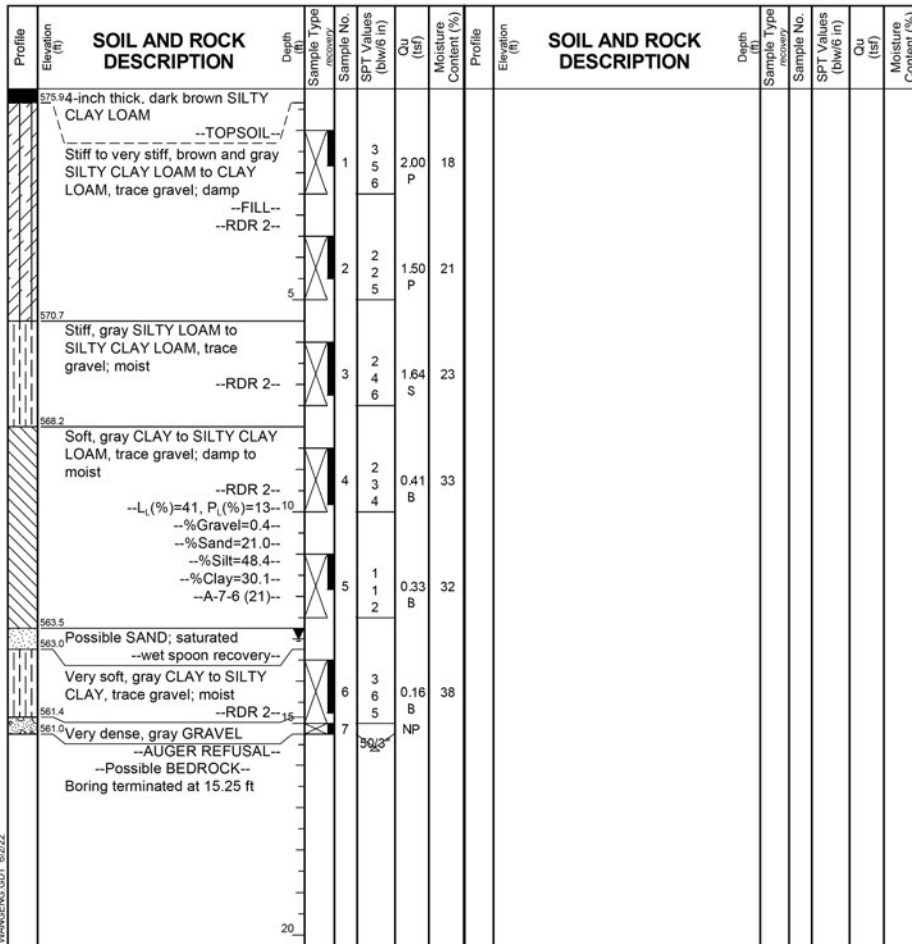 Profile
Elevation (ft)
SOIL AND ROCK
DESCRIPTION
Depth (ft)
Sample Type
recovery
Sample No.
SPT Values (blw/6 in)
Qu (tsf)
Moisture Content (%)
Profile
Elevation (ft)
SOIL AND ROCK
DESCRIPTION
Depth (ft)
Sample Type
recovery
Sample No.
SPT Values (blw/6 in)
Qu (tsf)
Moisture Content (%)
575.9 4-inch thick, dark brown SILTY
CLAY LOAM
--TOPSOIL--
Stiff to very stiff, brown and gray
SILTY CLAY LOAM to CLAY
LOAM, trace gravel; damp
--FILL--
--RDR 2--
1
3
5
6
2.00
P
18
2
2
2
5
1.50
P
21
5
570.7
Stiff, gray SILTY LOAM to
SILTY CLAY LOAM, trace
gravel; moist
--RDR 2--
3
2
4
6
1.64
S
23
568.2
Soft, gray CLAY to SILTY CLAY
LOAM, trace gravel; damp to
moist
--RDR 2--
4
2
3
4
0.41
B
33
--LL(%)=41, PL(%)=13-- 10
--%Gravel=0.4--
--%Sand=21.0--
--%Silt=48.4--
--%Clay=30.1--
--A-7-6 (21)--
5
1
1
2
0.33
B
32
563.5
Possible SAND; saturated
563.0
--wet spoon recovery--
Very soft, gray CLAY to SILTY
CLAY, trace gravel; moist
--RDR 2-- 15
6
3
6
5
0.16
B
38
561.4
Very dense, gray GRAVEL
561.0
7
50/3"
NP
--AUGER REFUSAL--
--Possible BEDROCK--
Boring terminated at 15.25 ft
20
WANGENG.GDT 6/2/22